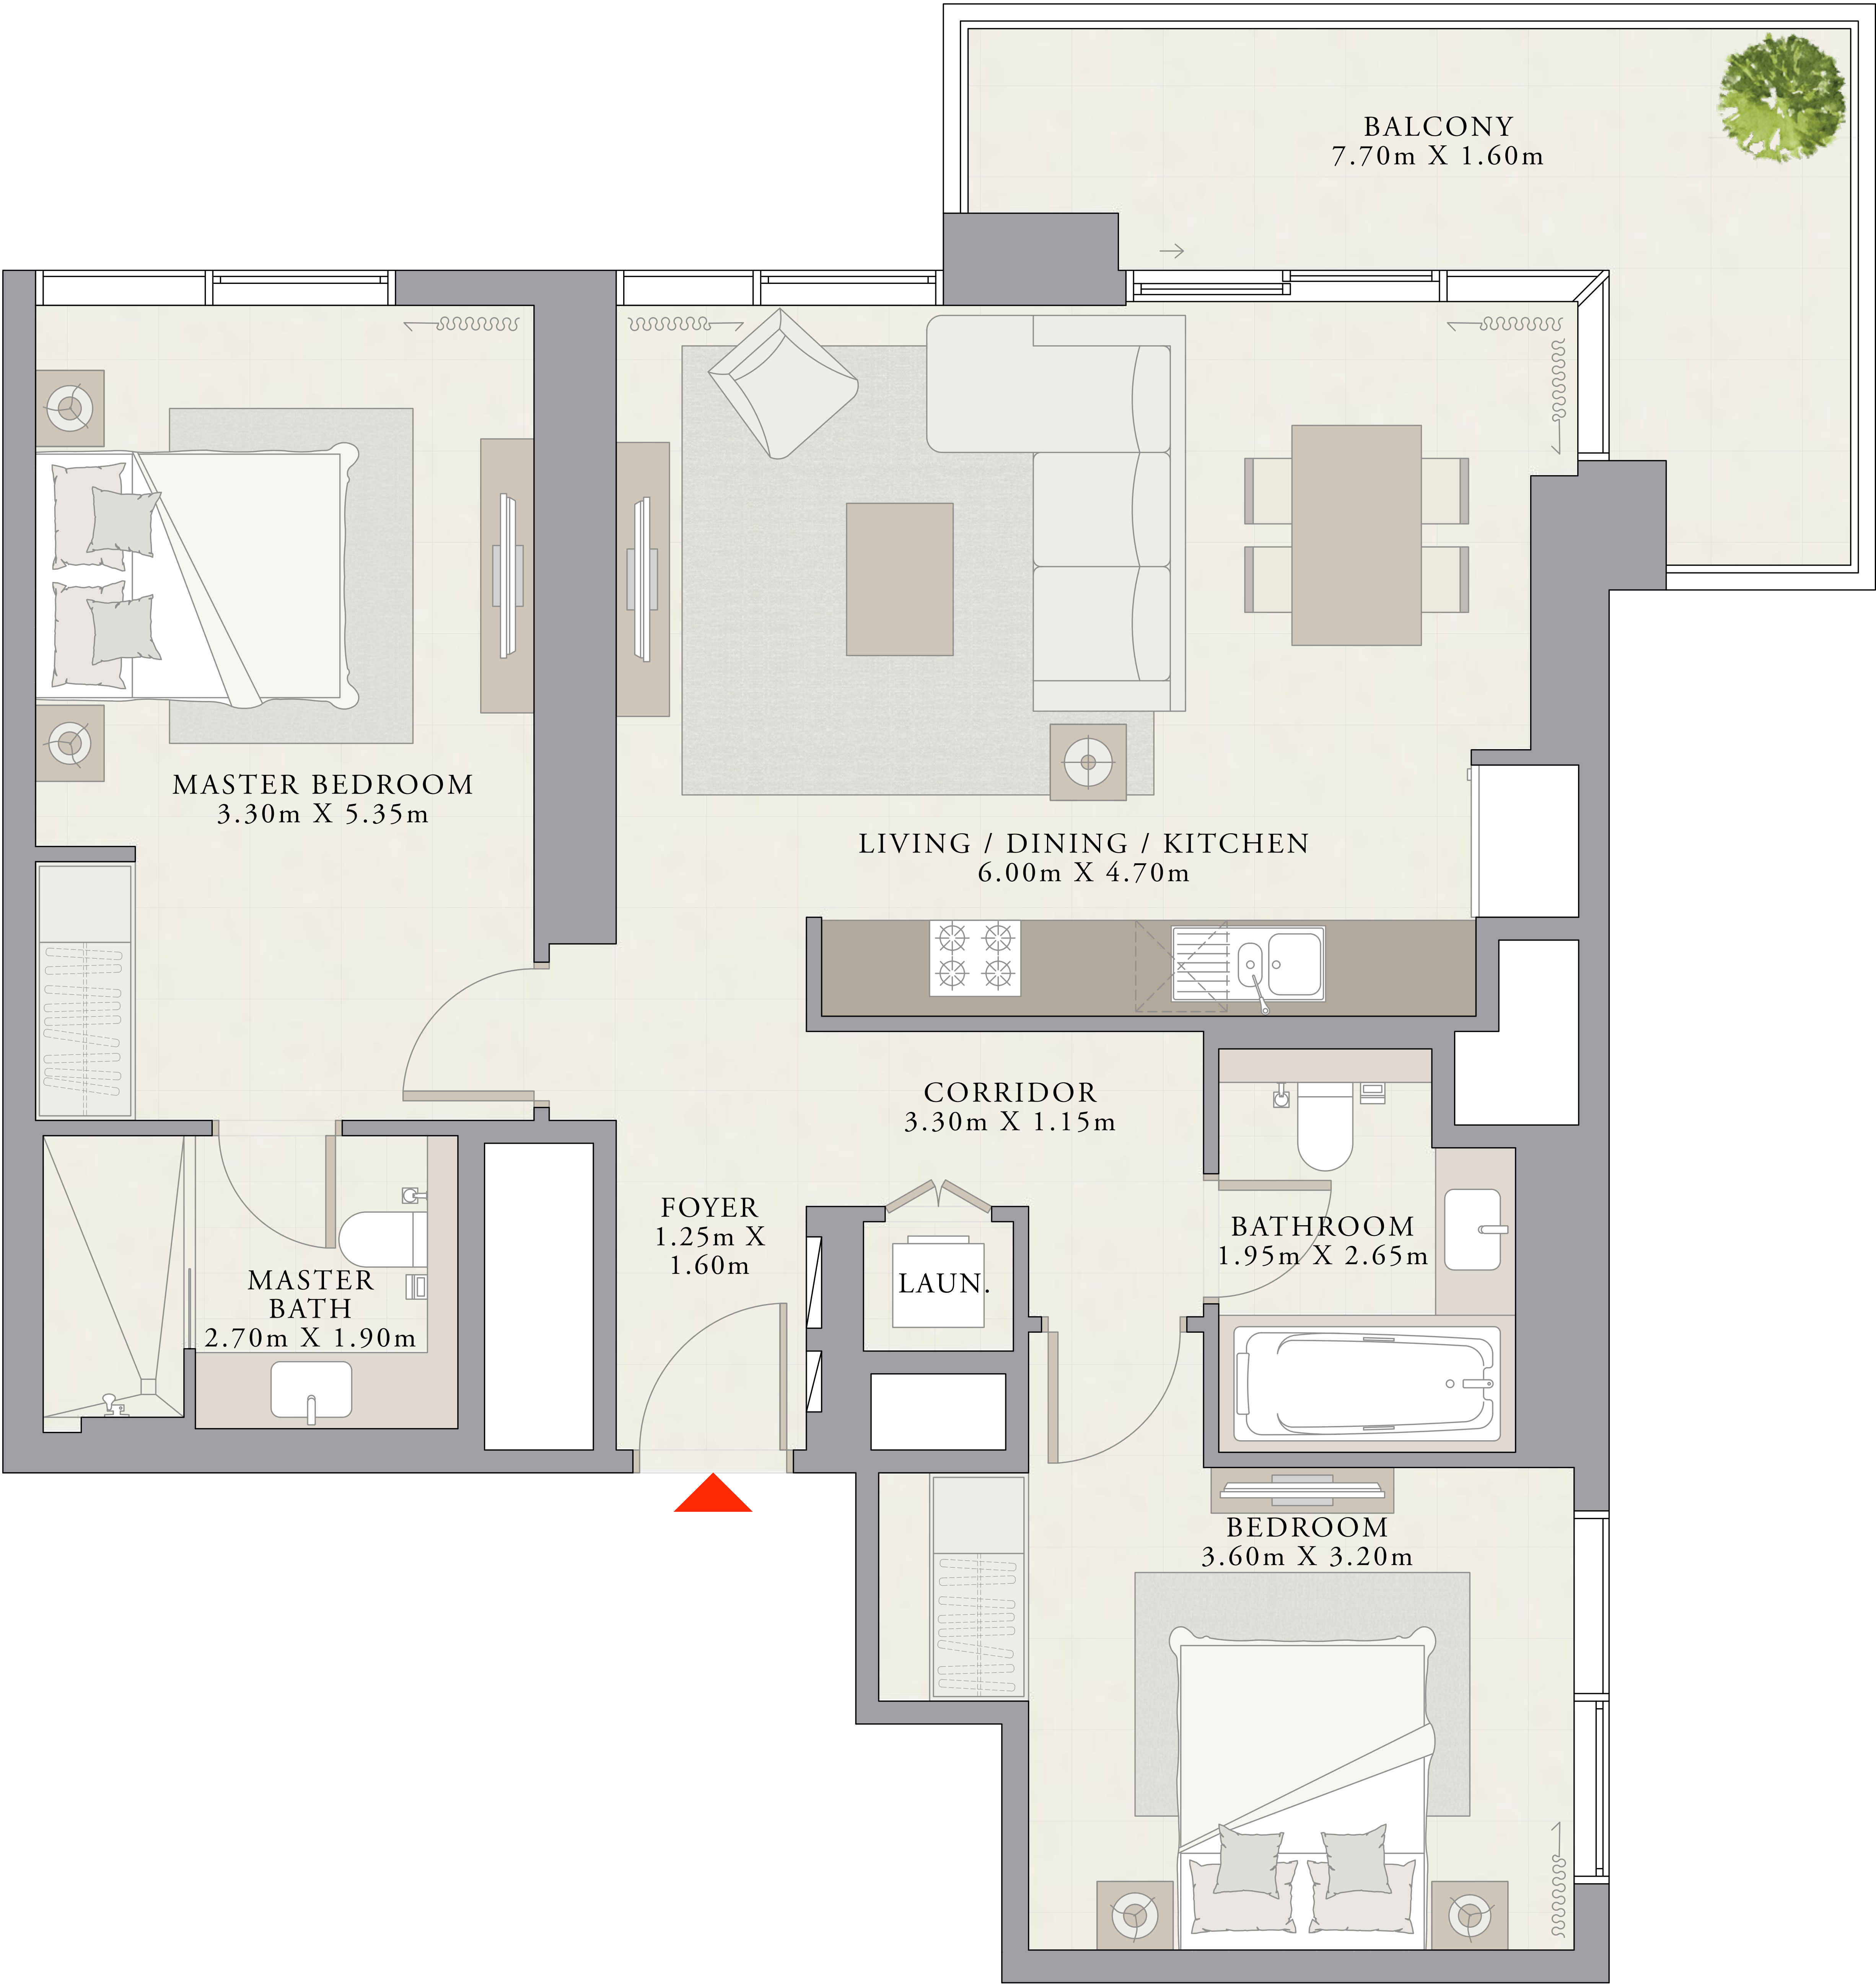 BALCONY
7.70m X 1.60m
MASTER BEDROOM
3.30m X 5.35m
LIVING / DINING / KITCHEN
6.00m X 4.70m
CORRIDOR
3.30m X 1.15m
FOYER
1.25m X
1.60m
LAUN.
BATHROOM
1.95m X 2.65m
MASTER
BATH
2.70m X 1.90m
BEDROOM
3.60m X 3.20m